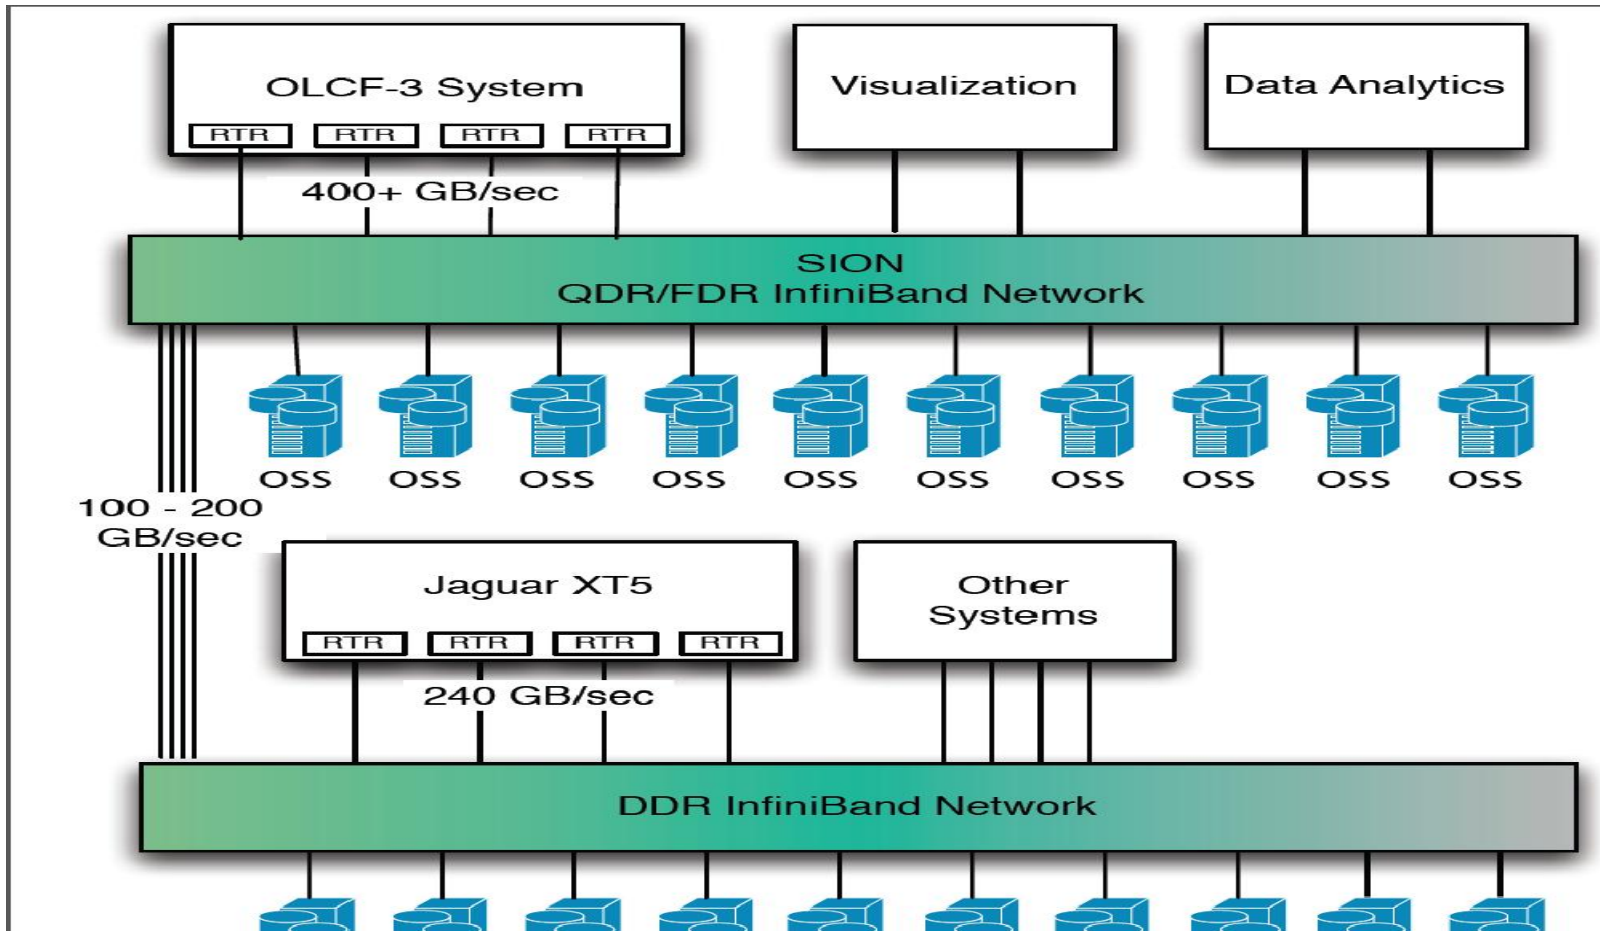 OLCF-3 System
RTR RTR RTR RTR
400+ GB/sec
Visualization
Data Analytics
SION
QDR/FDR InfiniBand Network
OSS OSS OSS OSS OSS OSS OSS OSS OSS OSS
100 - 200
GB/sec
Jaguar XT5
RTR RTR RTR RTR
240 GB/sec
Other
Systems
DDR InfiniBand Network